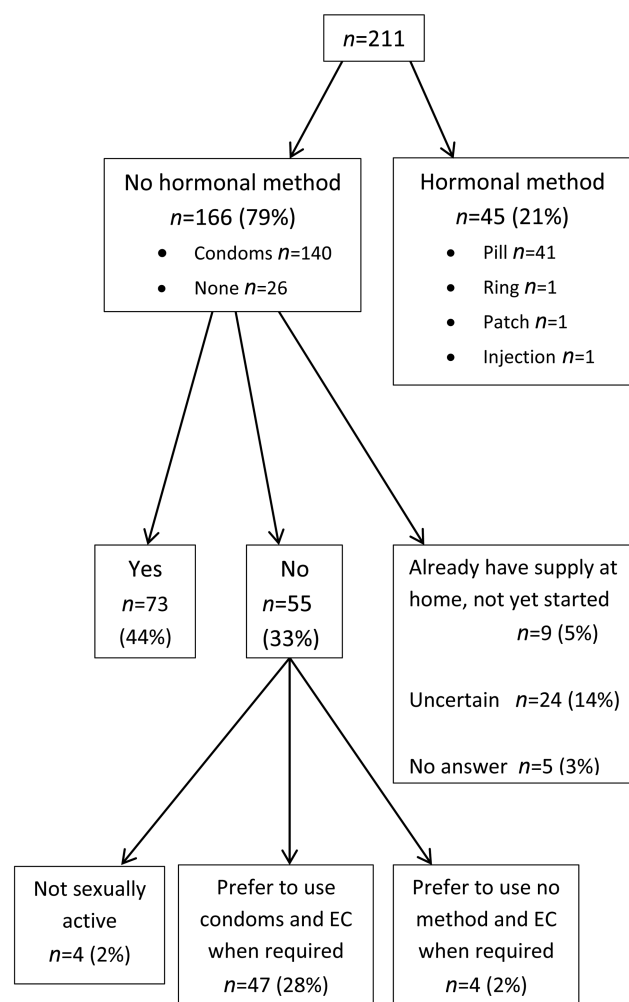 n=211
No hormonal method
n=166 (79%)
• Condoms n=140
• None n=26
Hormonal method
n=45 (21%)
• Pill n=41
• Ring n=1
• Patch n=1
• Injection n=1
Yes
n=73
(44%)
No
n=55
(33%)
Already have supply at
home, not yet started
n=9 (5%)
Uncertain n=24 (14%)
No answer n=5 (3%)
Not sexually
active
n=4 (2%)
Prefer to use
condoms and EC
when required
n=47 (28%)
Prefer to use no
method and EC
when required
n=4 (2%)